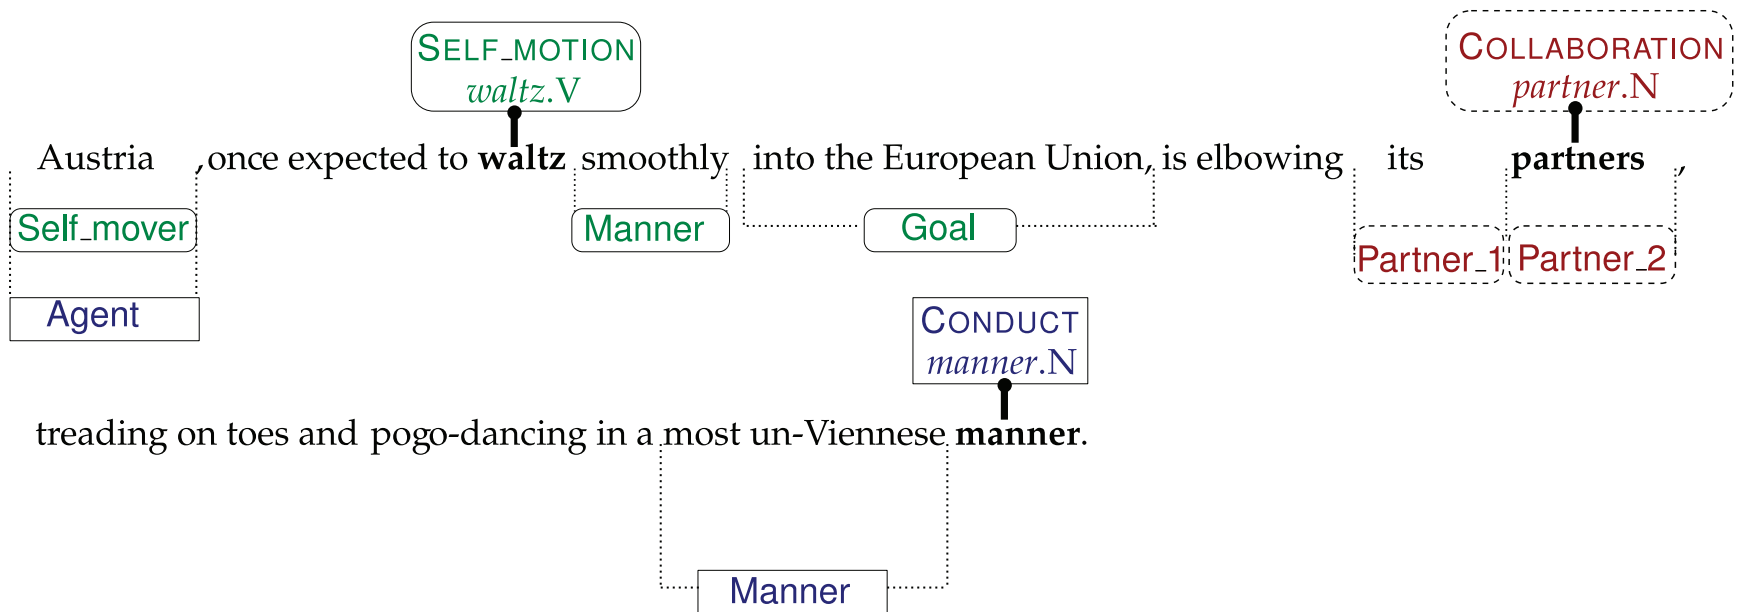 SELF_MOTION
waltz.V
COLLABORATION
partner.N
Austria , once expected to waltz smoothly into the European Union, is elbowing its partners ,
Self_mover Manner Goal
Partner_1 Partner_2
Agent
CONDUCT
manner.N
treading on toes and pogo-dancing in a most un-Viennese manner.
Manner